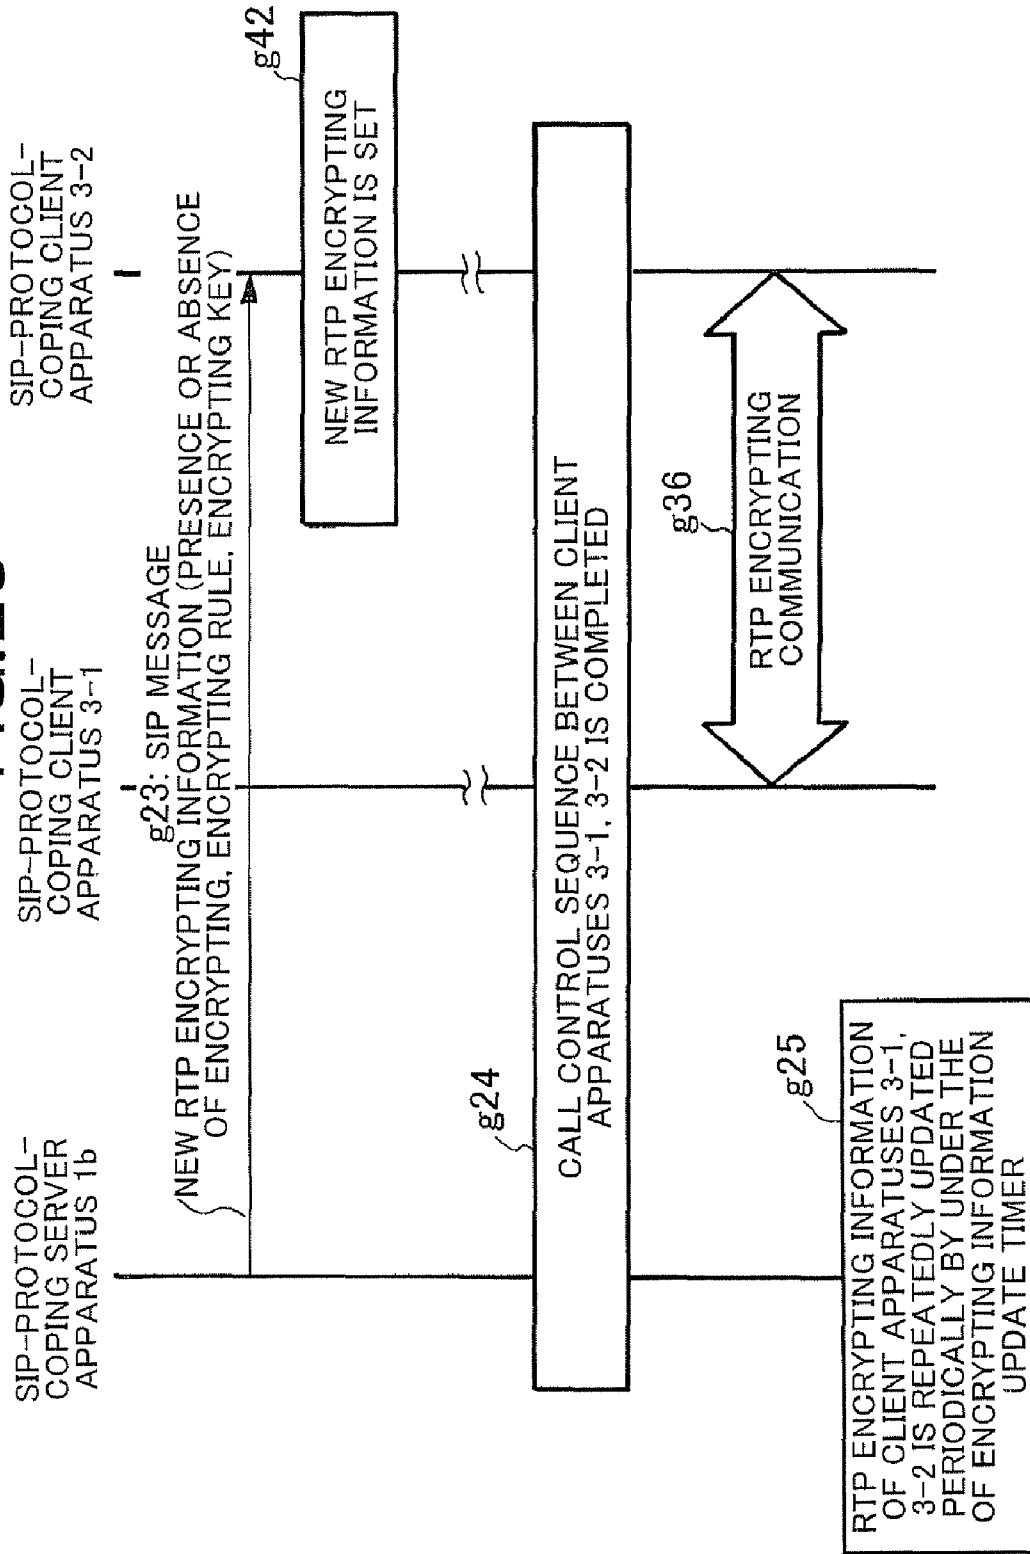 SIP-PROTOCOL-
COPING SERVER
APPARATUS 1b
SIP-PROTOCOL-
COPING CLIENT
APPARATUS 3-1
SIP-PROTOCOL-
COPING CLIENT
APPARATUS 3-2
g23: SIP MESSAGE
NEW RTP ENCRYPTING INFORMATION (PRESENCE OR ABSENCE
OF ENCRYPTING, ENCRYPTING RULE, ENCRYPTING KEY)
g42
NEW RTP ENCRYPTING
INFORMATION IS SET
g24
CALL CONTROL SEQUENCE BETWEEN CLIENT
APPARATUSES 3-1, 3-2 IS COMPLETED
g36
RTP ENCRYPTING
COMMUNICATION
g25
RTP ENCRYPTING INFORMATION
OF CLIENT APPARATUSES 3-1,
3-2 IS REPEATEDLY UPDATED
PERIODICALLY BY UNDER THE
OF ENCRYPTING INFORMATION
UPDATE TIMER